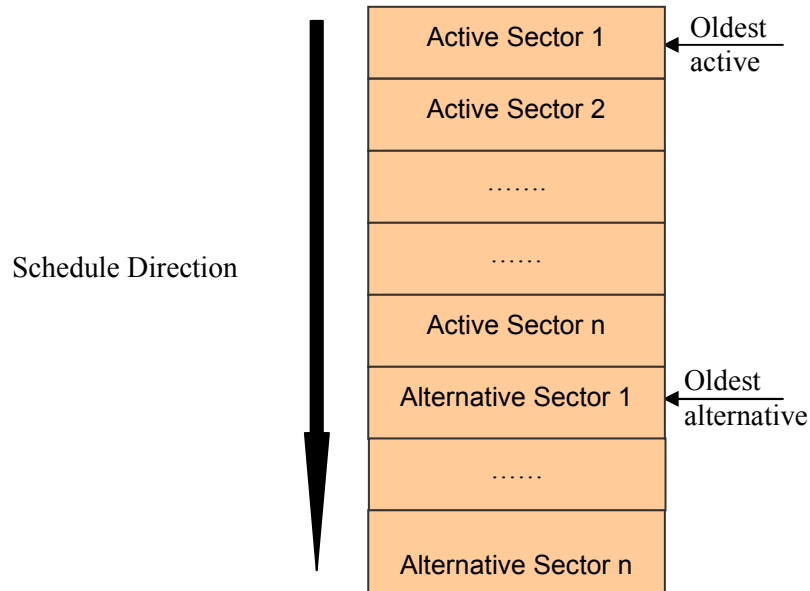 Active Sector 1
Oldest
active
Active Sector 2
.......
......
Schedule Direction
Active Sector n
Alternative Sector 1
Oldest
alternative
......
Alternative Sector n